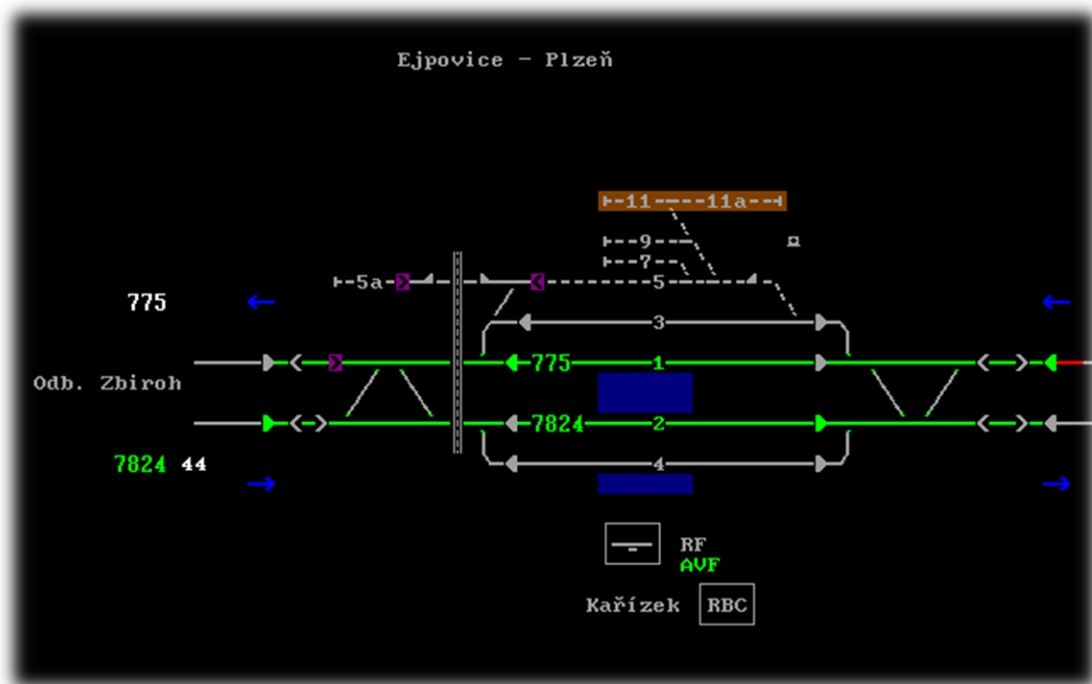 Ejpovice - Plzeň
11 11a
9
7
5a 5
775
3
775 1
Odb. Zbiroh
7824 2
7824 44
4
RF
AVF
Kařízek RBC